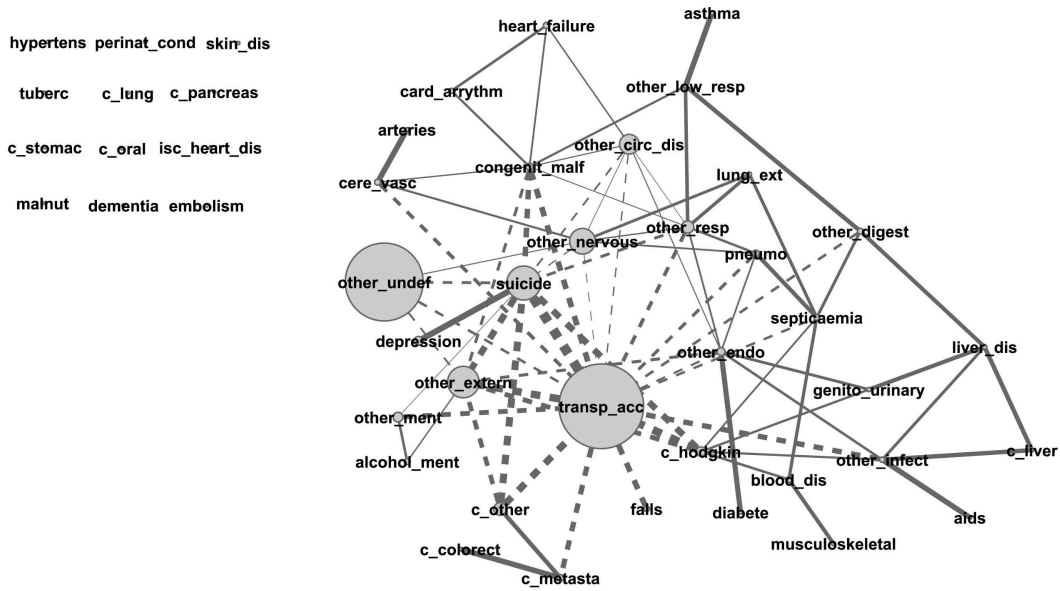 asthma
heart_failure
hypertens perinat_cond skin_dis
other_low_resp
tuberc c_lung c_pancreas
card_arrythm
arteries
other_circ_dis
c_stomac c_oral isc_heart_dis
congenit_malf
lung_ext
cere_vasc
malnut dementia embolism
other_resp
other_digest
other_nervous
pneumo
other_undef
suicide
septicaemia
depression
liver_dis
other_endo
other_extern
genito_urinary
transp_acc
other_ment
c_hodgkin
c_liver
alcohol_ment
other_infect
blood_dis
c_other
falls
diabete
aids
musculoskeletal
c_colorect
c_metasta